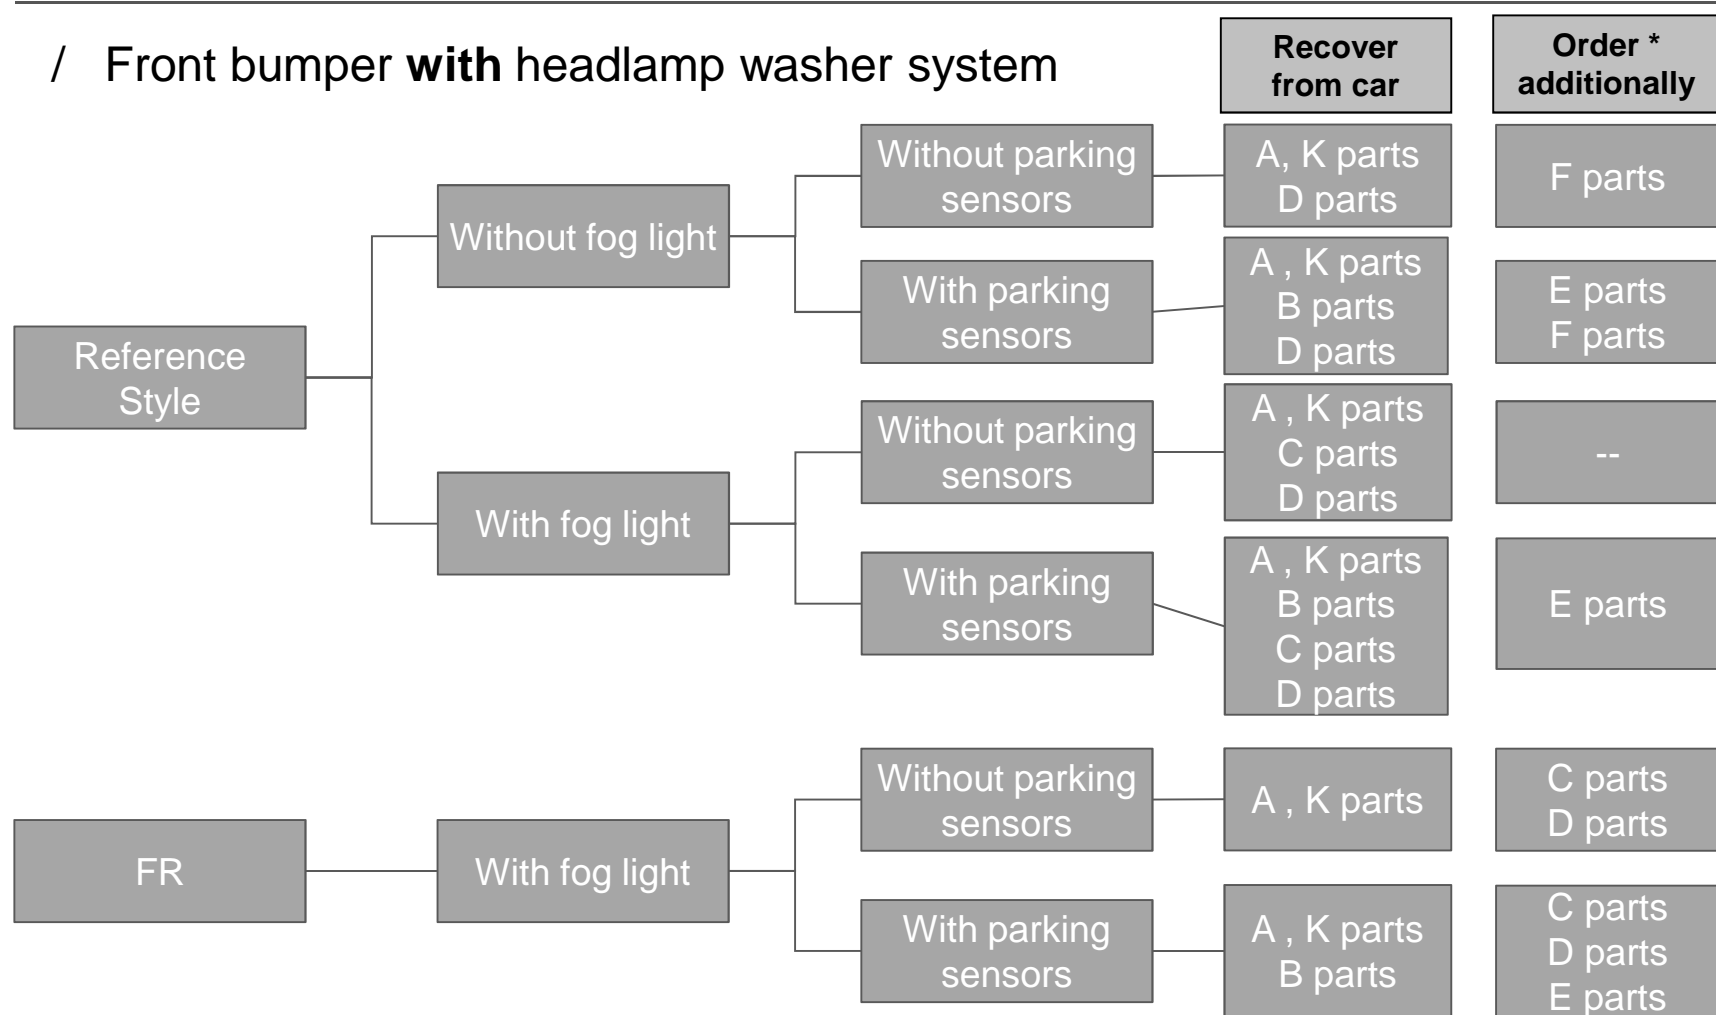 / Front bumper with headlamp washer system
Recover
from car
Order *
additionally
Reference
Style
Without fog light
Without parking
sensors
A, K parts
D parts
F parts
With parking
sensors
A , K parts
B parts
D parts
E parts
F parts
With fog light
Without parking
sensors
A , K parts
C parts
D parts
--
With parking
sensors
A , K parts
B parts
C parts
D parts
E parts
FR
With fog light
Without parking
sensors
A , K parts
C parts
D parts
With parking
sensors
A , K parts
B parts
C parts
D parts
E parts